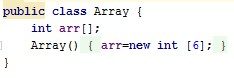 public class Array {
int arr[];
Array() { arr=new int [6]; }
}